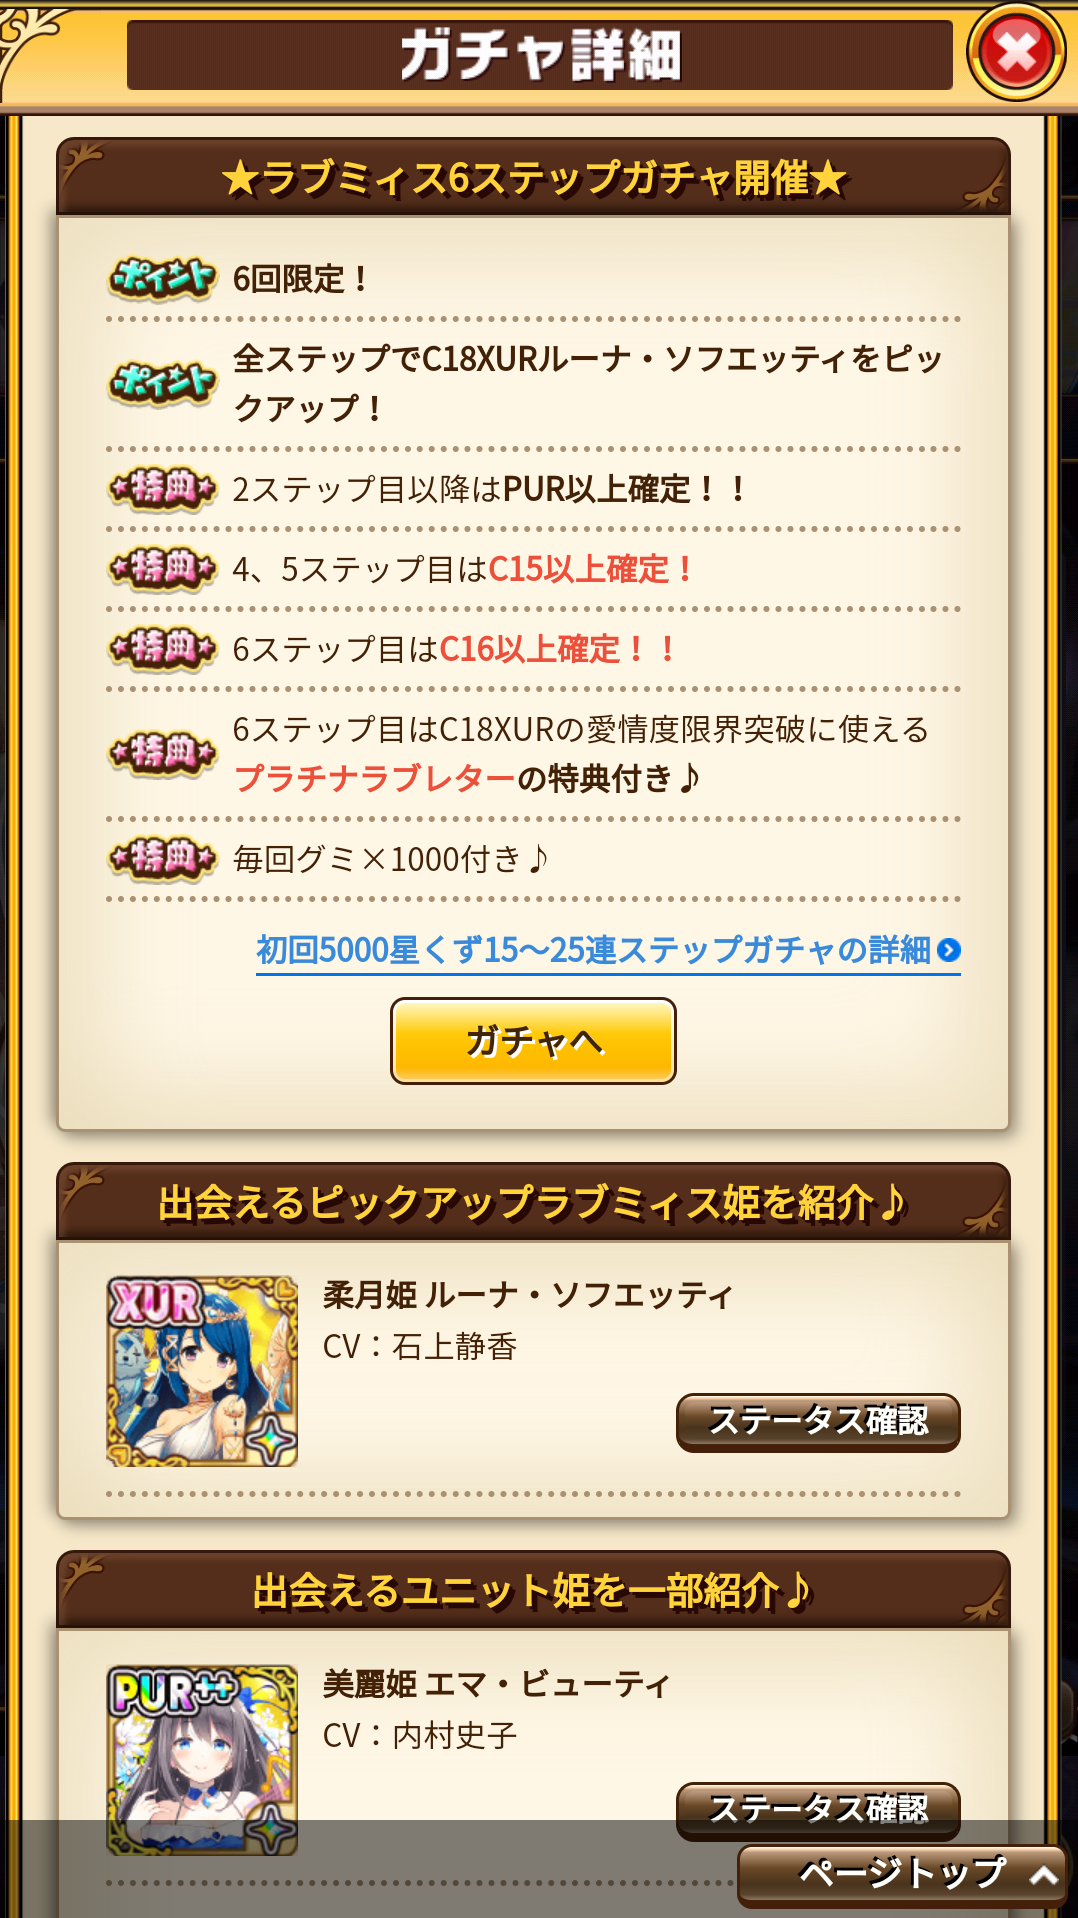 ガチャ詳細
★ラブミィス6ステップガチャ開催★
ポイント 6回限定！
ポイント 全ステップでC18XURルーナ・ソフエッティをピッ
クアップ！
特典 2ステップ目以降はPUR以上確定！！
特典 4、5ステップ目はC15以上確定！
特典 6ステップ目はC16以上確定！！
特典 6ステップ目はC18XURの愛情度限界突破に使える
プラチナラブレターの特典付き♪
特典 毎回グミ×1000付き♪
初回5000星くず15～25連ステップガチャの詳細
ガチャへ
出会えるピックアップラブミィス姫を紹介♪
XUR
柔月姫 ルーナ・ソフエッティ
CV：石上静香
ステータス確認
出会えるユニット姫を一部紹介♪
PUR++
美麗姫 エマ・ビューティ
CV：内村史子
ステータス確認
ページトップ